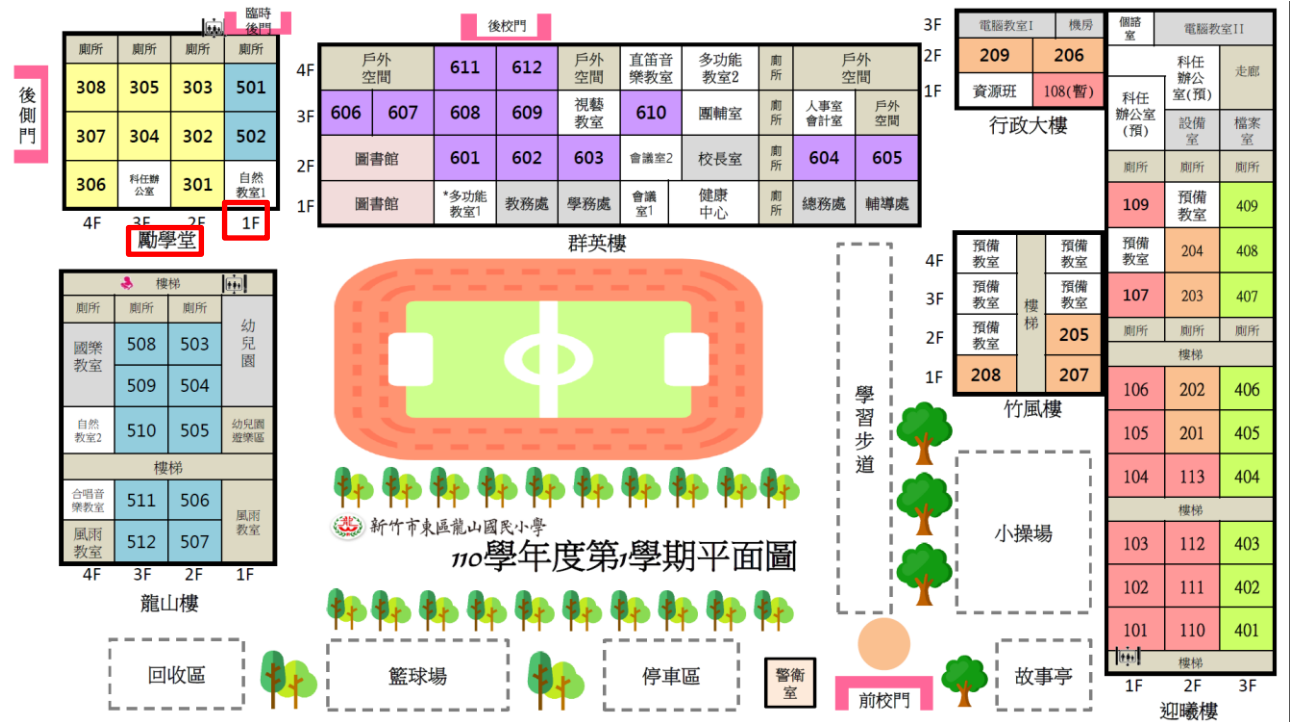 臨時
後門
後側門
廁所 廁所 廁所 廁所
308 305 303 501
307 304 302 502
306 科任辦公室 301 自然教室1
4F 3F 2F 1F
勵學堂
後校門
4F 戶外空間 611 612 戶外空間 直笛音樂教室 多功能教室2 廁所 戶外空間
3F 606 607 608 609 視藝教室 610 團輔室 廁所 人事室會計室 戶外空間
2F 圖書館 601 602 603 會議室2 校長室 廁所 604 605
1F 圖書館 *多功能教室1 教務處 學務處 會議室1 健康中心 廁所 總務處 輔導處
群英樓
3F 電腦教室I 機房
2F 209 206
1F 資源班 108(暫)
行政大樓
樓梯
廁所 廁所 廁所 幼兒園
國樂教室 508 503
509 504
自然教室2 510 505 幼兒園遊樂區
樓梯
合唱音樂教室 511 506 風雨教室
風雨教室 512 507
4F 3F 2F 1F
龍山樓
4F 預備教室 樓梯 預備教室
3F 預備教室 預備教室
2F 預備教室 205
1F 208 207
竹風樓
個諮室 電腦教室II
科任辦公室(預) 科任辦公室(預) 走廊
設備室 檔案室
廁所 廁所 廁所
109 預備教室 409
預備教室 204 408
107 203 407
廁所 廁所 廁所
樓梯
106 202 406
105 201 405
104 113 404
樓梯
103 112 403
102 111 402
101 110 401
樓梯
1F 2F 3F
迎曦樓
學習步道
小操場
新竹市東區龍山國民小學
110學年度第1學期平面圖
回收區
籃球場
停車區
警衛室
前校門
故事亭